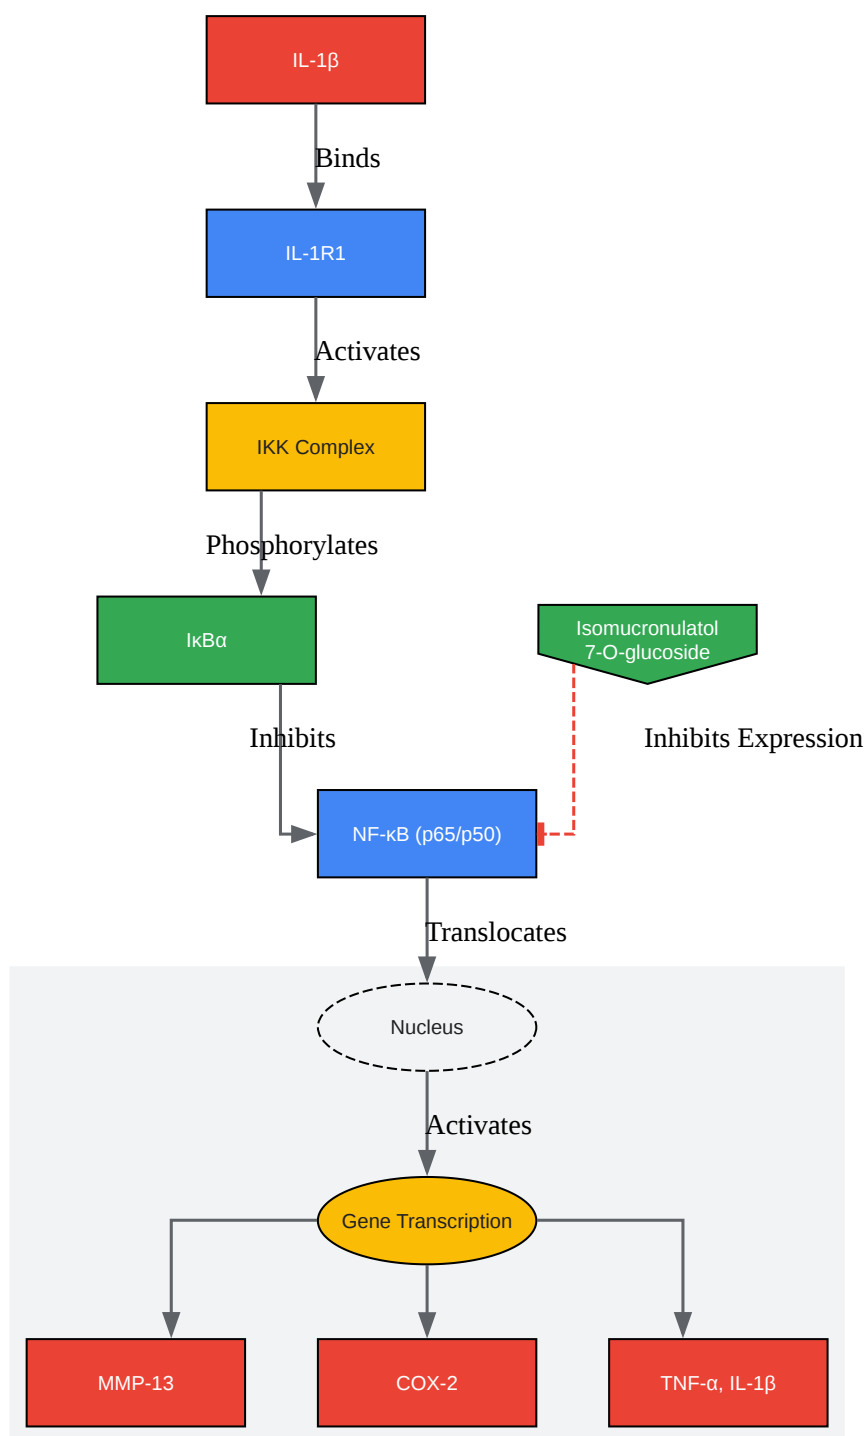 IL-1β
Binds
IL-1R1
Activates
IKK Complex
Phosphorylates
IκBα
Isomucronulatol
7-O-glucoside
Inhibits
Inhibits Expression
NF-κB (p65/p50)
Translocates
Nucleus
Activates
Gene Transcription
MMP-13
COX-2
TNF-α, IL-1β